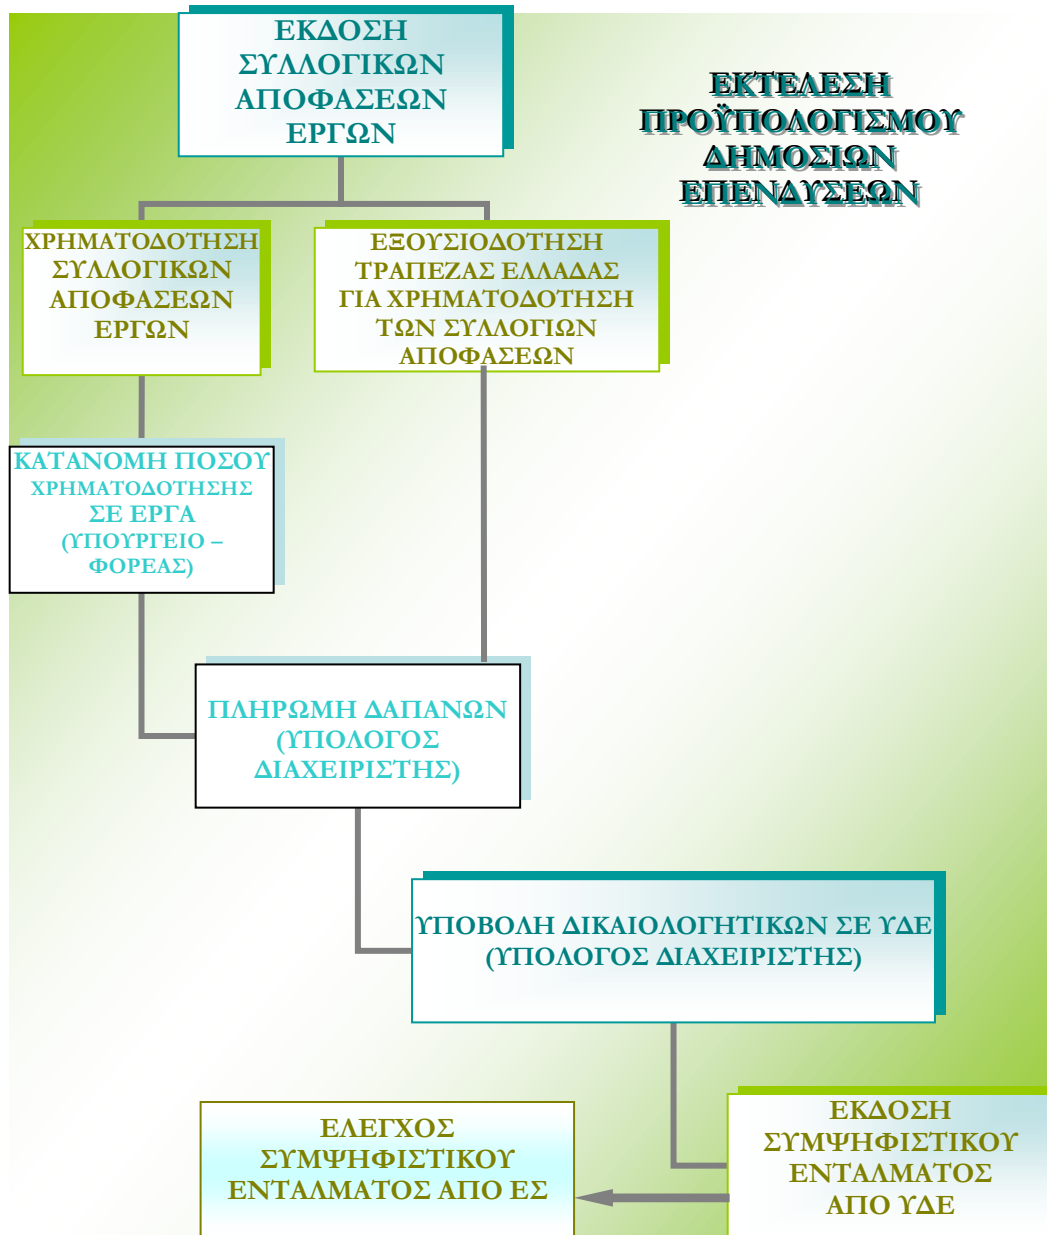 ΕΚΔΟΣΗ
ΣΥΛΛΟΓΙΚΩΝ
ΑΠΟΦΑΣΕΩΝ
ΕΡΓΩΝ
ΕΚΤΕΛΕΣΗ
ΠΡΟΫΠΟΛΟΓΙΣΜΟΥ
ΔΗΜΟΣΙΩΝ
ΕΠΕΝΔΥΣΕΩΝ
ΧΡΗΜΑΤΟΔΟΤΗΣΗ
ΣΥΛΛΟΓΙΚΩΝ
ΑΠΟΦΑΣΕΩΝ
ΕΡΓΩΝ
ΕΞΟΥΣΙΟΔΟΤΗΣΗ
ΤΡΑΠΕΖΑΣ ΕΛΛΑΔΑΣ
ΓΙΑ ΧΡΗΜΑΤΟΔΟΤΗΣΗ
ΤΩΝ ΣΥΛΛΟΓΙΩΝ
ΑΠΟΦΑΣΕΩΝ
ΚΑΤΑΝΟΜΗ ΠΟΣΟΥ
ΧΡΗΜΑΤΟΔΟΤΗΣΗΣ
ΣΕ ΕΡΓΑ
(ΥΠΟΥΡΓΕΙΟ –
ΦΟΡΕΑΣ)
ΠΛΗΡΩΜΗ ΔΑΠΑΝΩΝ
(ΥΠΟΛΟΓΟΣ
ΔΙΑΧΕΙΡΙΣΤΗΣ)
ΥΠΟΒΟΛΗ ΔΙΚΑΙΟΛΟΓΗΤΙΚΩΝ ΣΕ ΥΔΕ
(ΥΠΟΛΟΓΟΣ ΔΙΑΧΕΙΡΙΣΤΗΣ)
ΕΛΕΓΧΟΣ
ΣΥΜΨΗΦΙΣΤΙΚΟΥ
ΕΝΤΑΛΜΑΤΟΣ ΑΠΟ ΕΣ
ΕΚΔΟΣΗ
ΣΥΜΨΗΦΙΣΤΙΚΟΥ
ΕΝΤΑΛΜΑΤΟΣ
ΑΠΟ ΥΔΕ